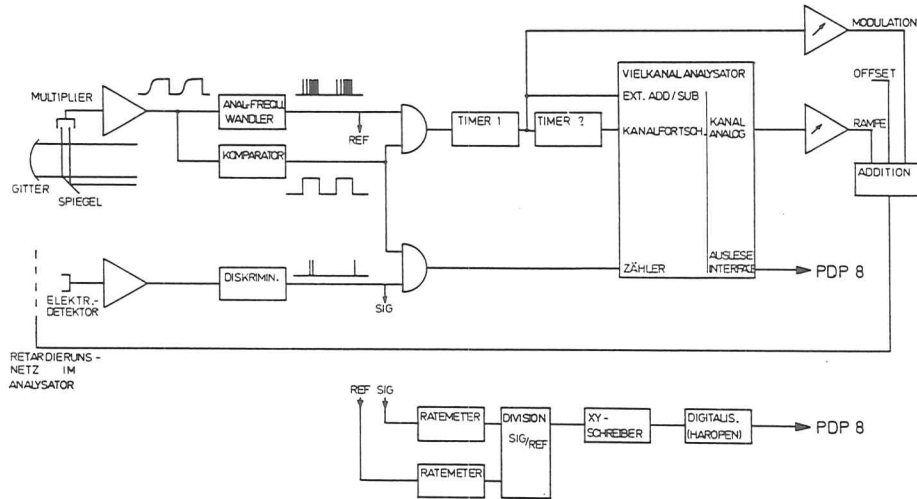 MODULATION
VIELKANAL ANALYSATOR
OFFSET
MULTIPLIER
ANAL.-FREQU.
WANDLER
EXT. ADD / SUB
KANAL
ANALOG
RAMPE
REF
TIMER 1
TIMER ?
KANALFORTSCH.
KOMPARATOR
ADDITION
GITTER
SPIEGEL
DISKRIMIN.
ZÄHLER
AUSLESE
INTERFACE
PDP 8
ELEKTR.-
DETEKTOR
SIG
RETARDIERUNS-
NETZ IM
ANALYSATOR
REF SIG
RATEMETER
DIVISION
SIG/REF
XY-
SCHREIBER
DIGITALIS.
(HAROPEN)
PDP 8
RATEMETER